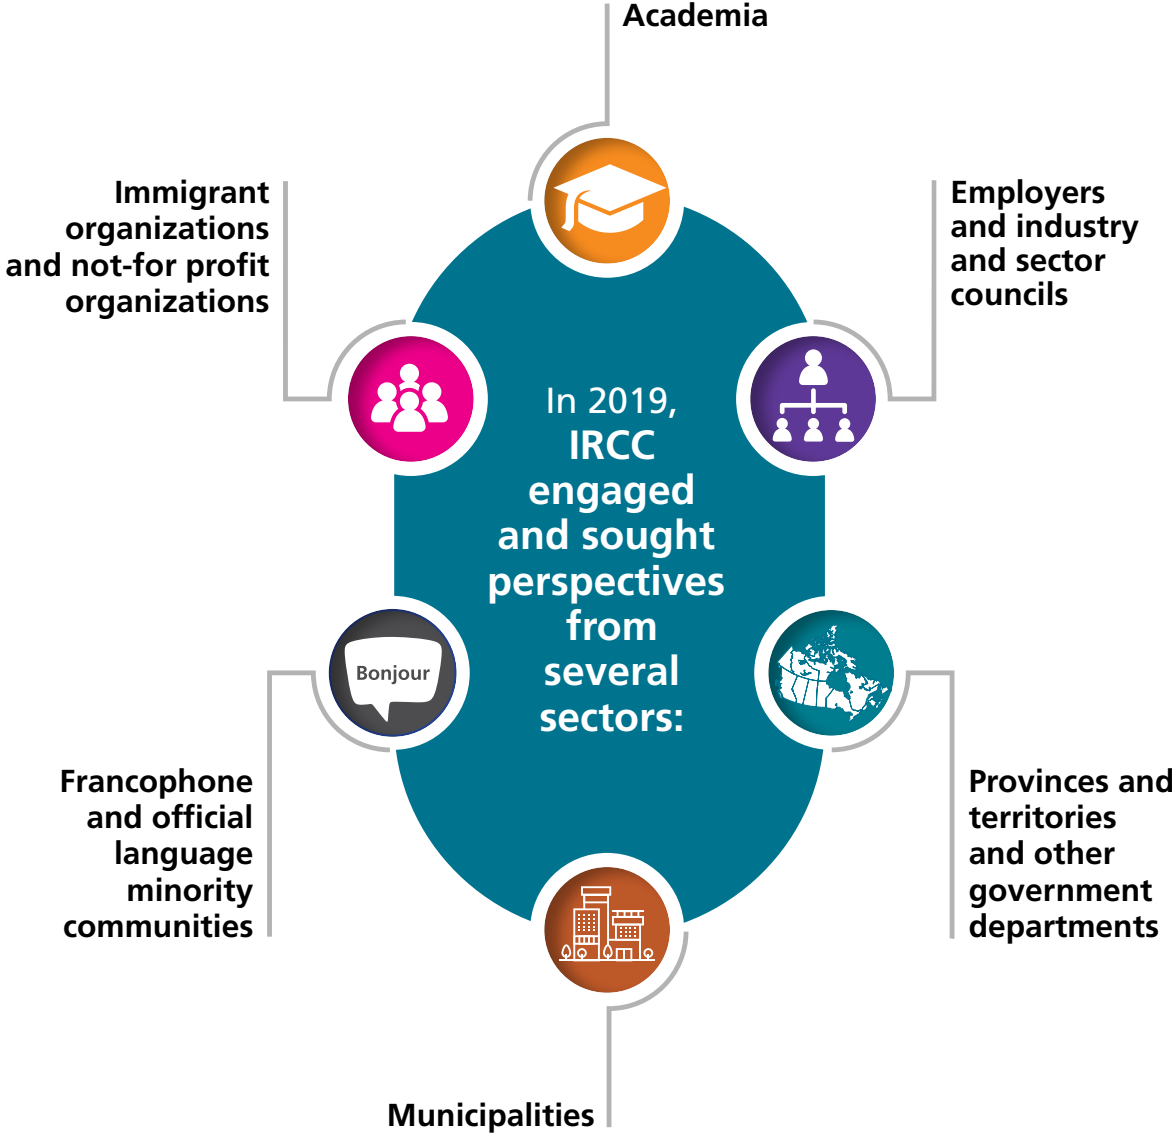 Academia
Immigrant
organizations
and not-for profit
organizations
Employers
and industry
and sector
councils
In 2019,
IRCC
engaged
and sought
perspectives
from
several
sectors:
Bonjour
Francophone
and official
language
minority
communities
Provinces and
territories
and other
government
departments
Municipalities